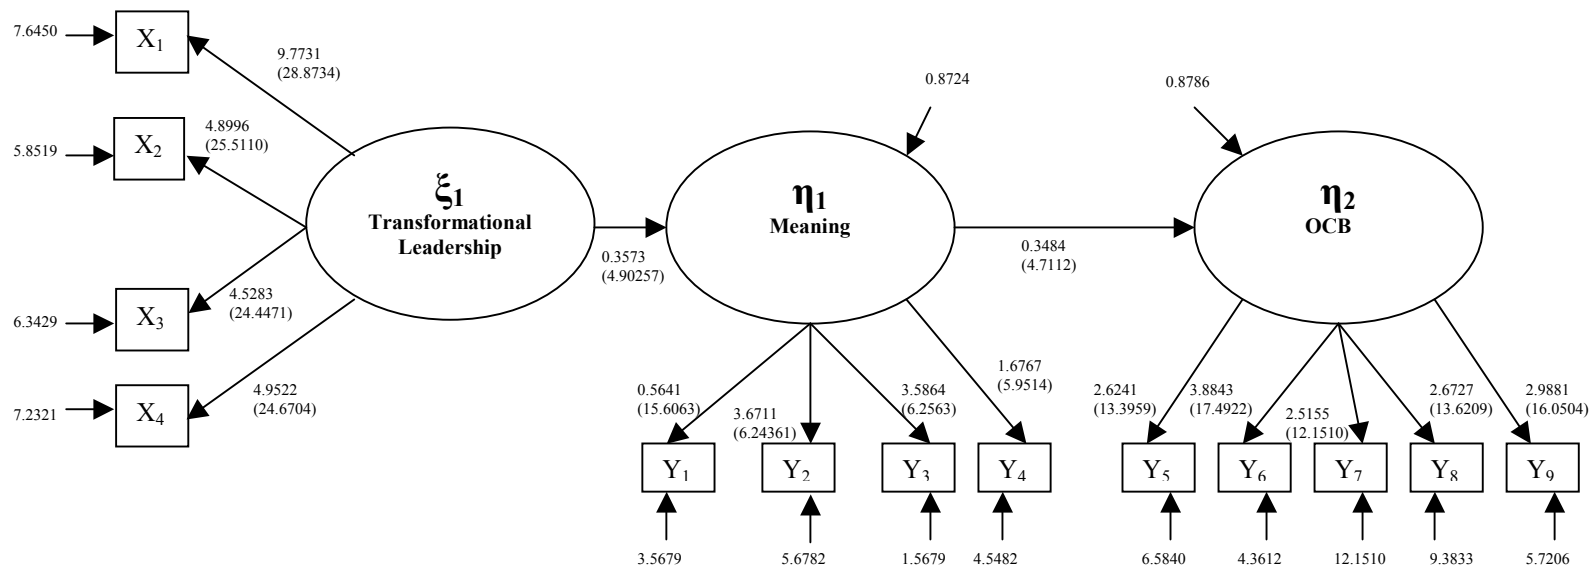 7.6450
X1
9.7731
(28.8734)
5.8519
X2
4.8996
(25.5110)
6.3429
X3
4.5283
(24.4471)
7.2321
X4
4.9522
(24.6704)
ξ1
Transformational
Leadership
0.3573
(4.90257)
0.8724
η1
Meaning
0.3484
(4.7112)
0.8786
η2
OCB
0.5641
(15.6063)
3.6711
(6.24361)
3.5864
(6.2563)
1.6767
(5.9514)
2.6241
(13.3959)
3.8843
(17.4922)
2.5155
(12.1510)
2.6727
(13.6209)
2.9881
(16.0504)
Y1
Y2
Y3
Y4
Y5
Y6
Y7
Y8
Y9
3.5679
5.6782
1.5679
4.5482
6.5840
4.3612
12.1510
9.3833
5.7206